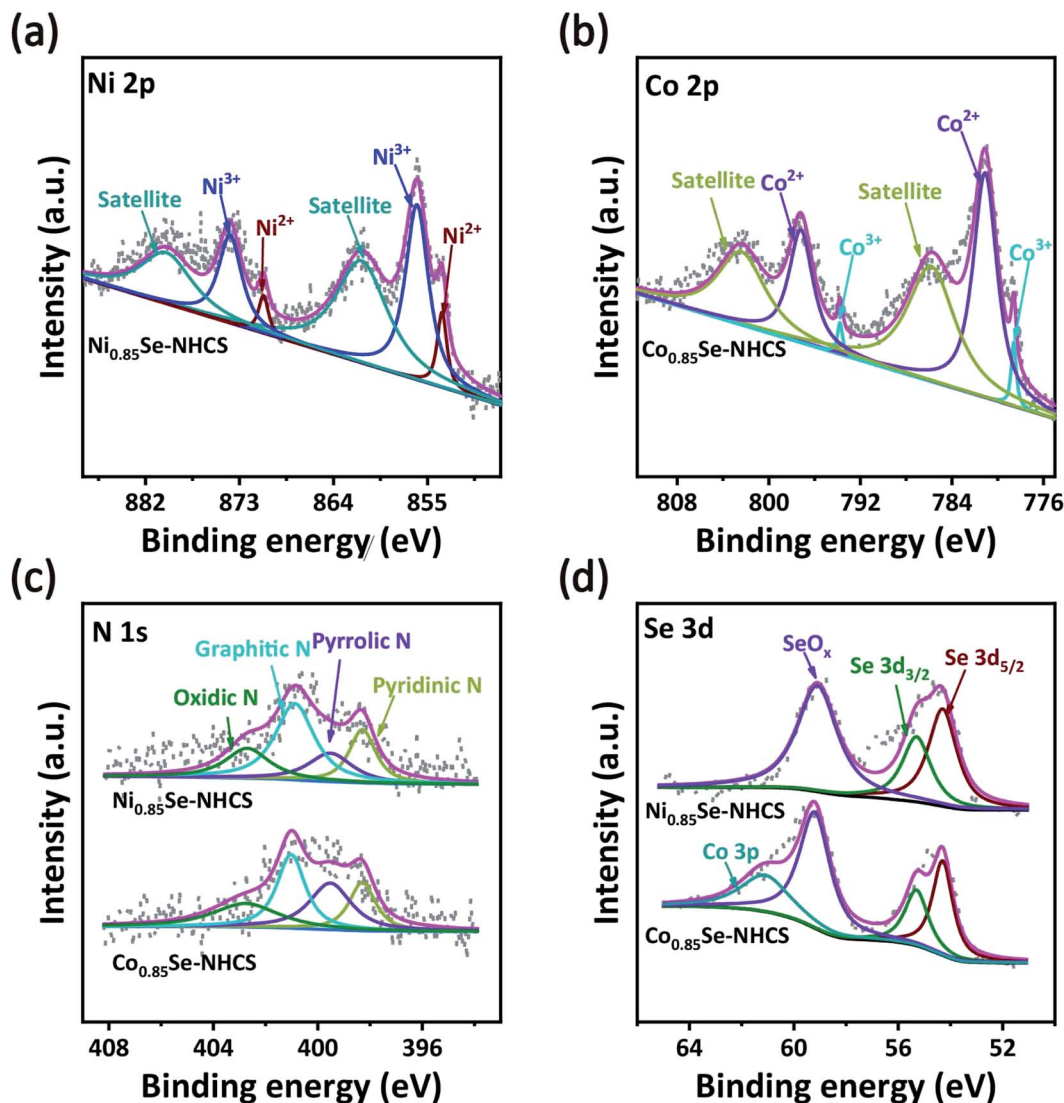 (a)
Ni 2p
Ni³⁺
Ni³⁺
Satellite
Satellite
Ni²⁺
Ni²⁺
Ni₀.₈₅Se-NHCS
Intensity (a.u.)
882 873 864 855
Binding energy/ (eV)
(b)
Co 2p
Co²⁺
Satellite
Co²⁺
Satellite
Co³⁺
Co³⁺
Co₀.₈₅Se-NHCS
Intensity (a.u.)
808 800 792 784 776
Binding energy (eV)
(c)
N 1s
Graphitic N
Pyrrolic N
Oxidic N
Pyridinic N
Ni₀.₈₅Se-NHCS
Co₀.₈₅Se-NHCS
Intensity (a.u.)
408 404 400 396
Binding energy (eV)
(d)
Se 3d
SeOₓ
Se 3d₃/₂
Se 3d₅/₂
Ni₀.₈₅Se-NHCS
Co 3p
Co₀.₈₅Se-NHCS
Intensity (a.u.)
64 60 56 52
Binding energy (eV)